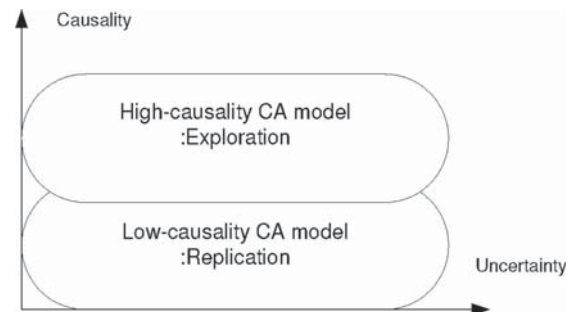 Causality
High-causality CA model
:Exploration
Low-causality CA model
:Replication
Uncertainty